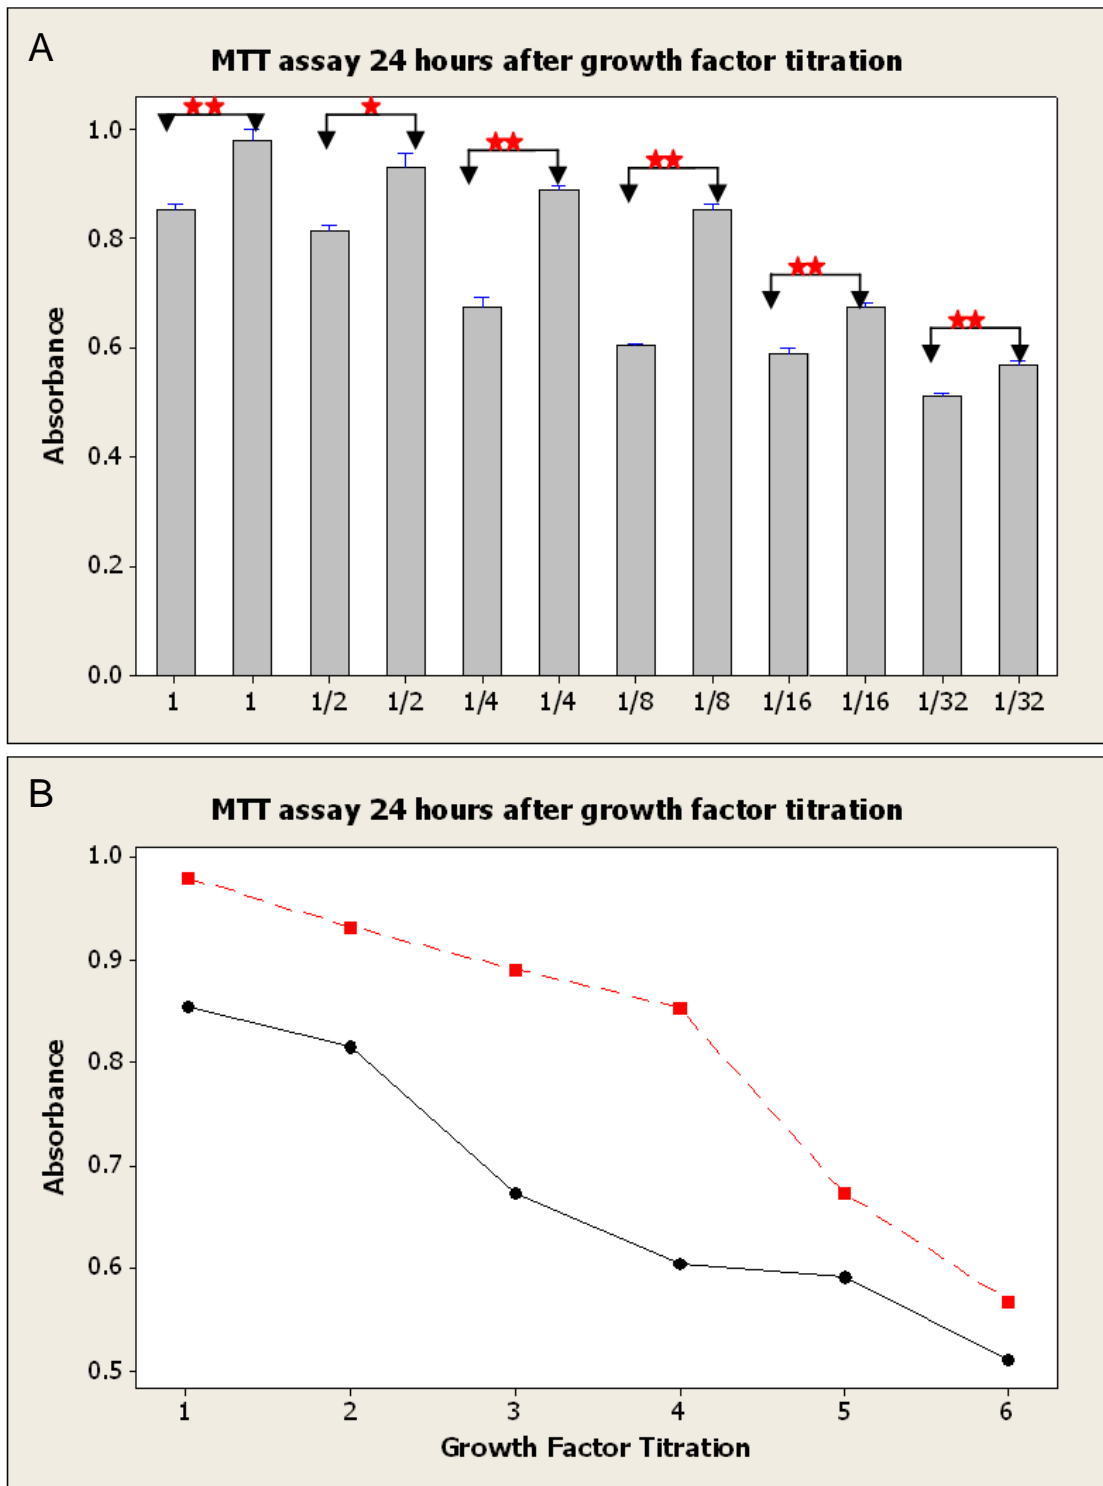 A
MTT assay 24 hours after growth factor titration
1.0
0.8
0.6
0.4
0.2
0.0
Absorbance
1 1 1/2 1/2 1/4 1/4 1/8 1/8 1/16 1/16 1/32 1/32
B
MTT assay 24 hours after growth factor titration
1.0
0.9
0.8
0.7
0.6
0.5
Absorbance
1 2 3 4 5 6
Growth Factor Titration